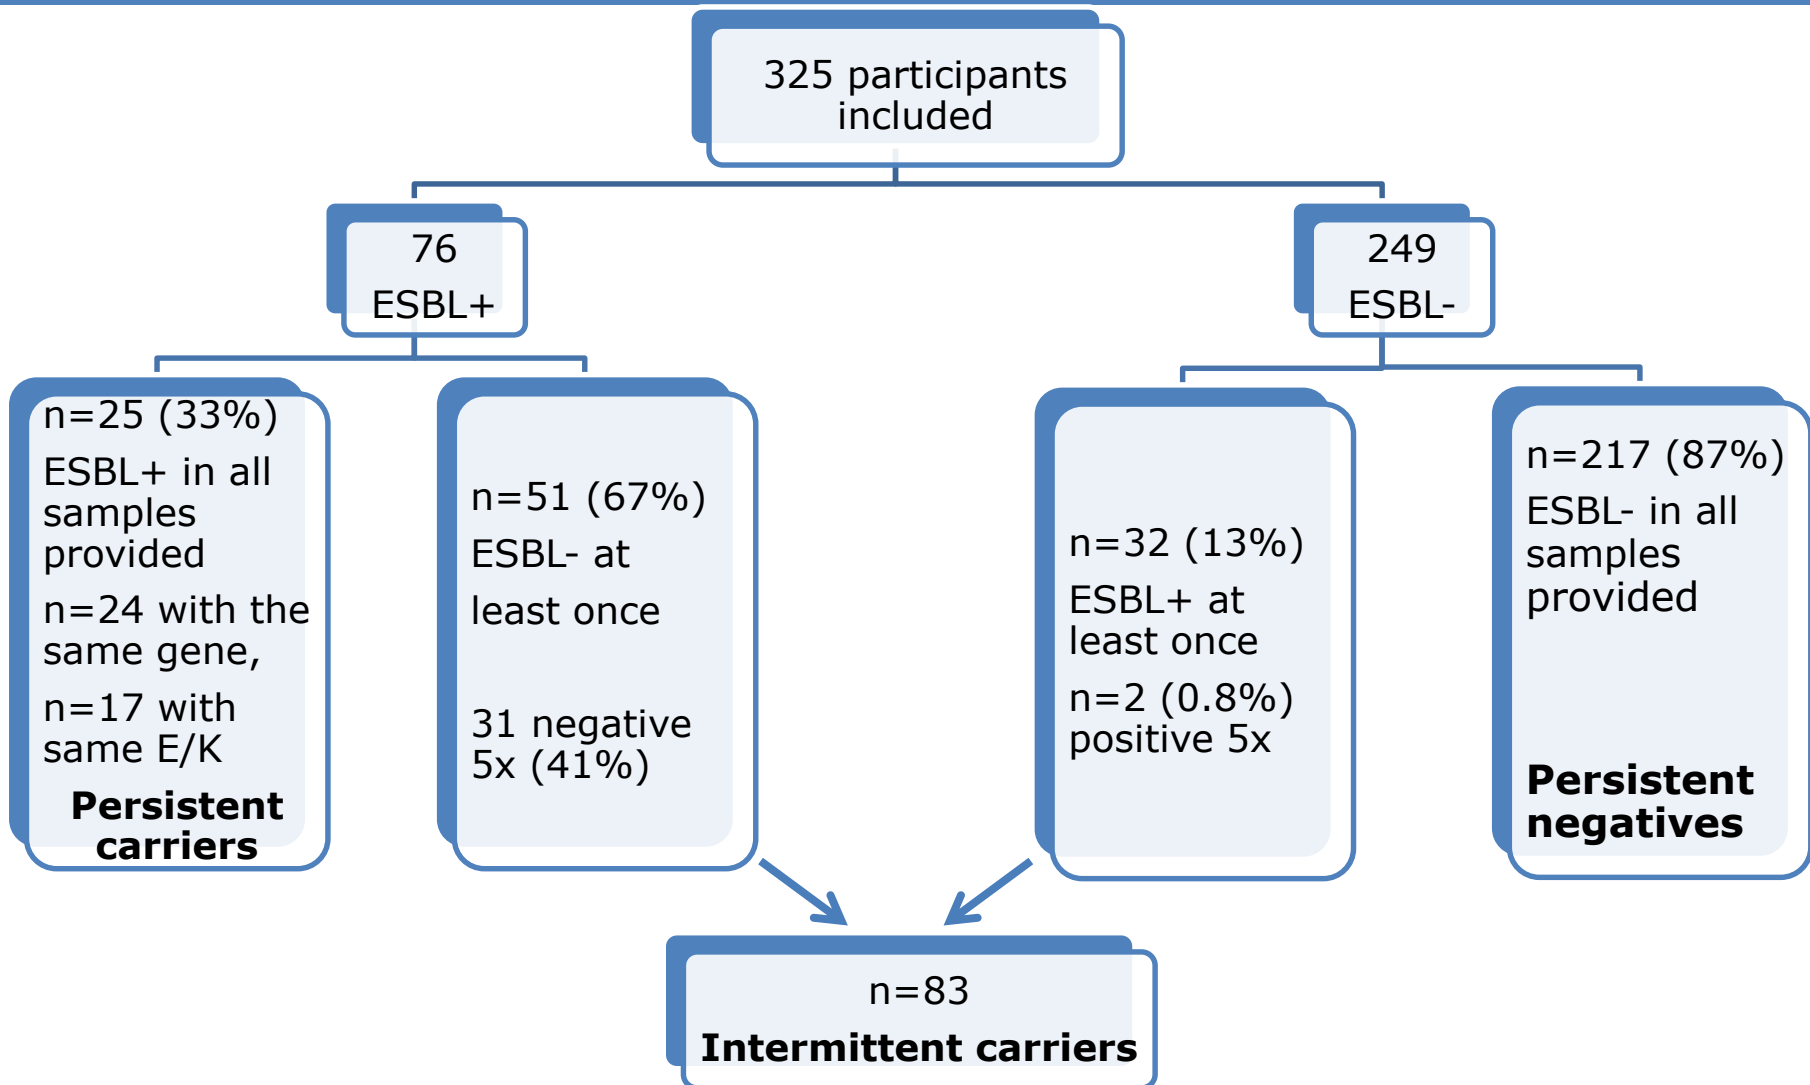 325 participants
included
76
ESBL+
249
ESBL-
n=25 (33%)
ESBL+ in all
samples
provided
n=24 with the
same gene,
n=17 with
same E/K
Persistent
carriers
n=51 (67%)
ESBL- at
least once
31 negative
5x (41%)
n=32 (13%)
ESBL+ at
least once
n=2 (0.8%)
positive 5x
n=217 (87%)
ESBL- in all
samples
provided
Persistent
negatives
n=83
Intermittent carriers